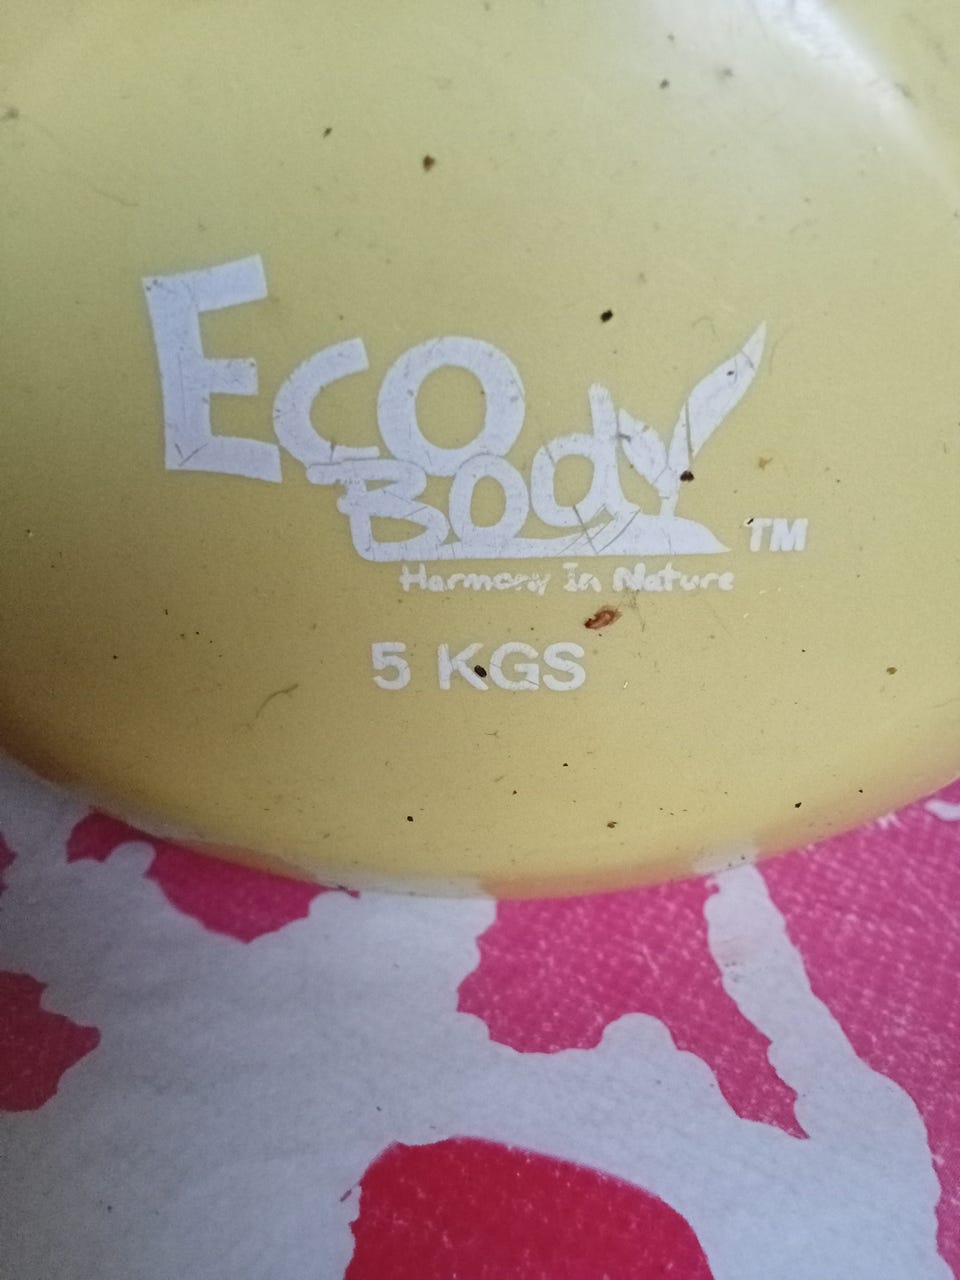 Eco
Body TM
Harmony In Nature
5 KGS